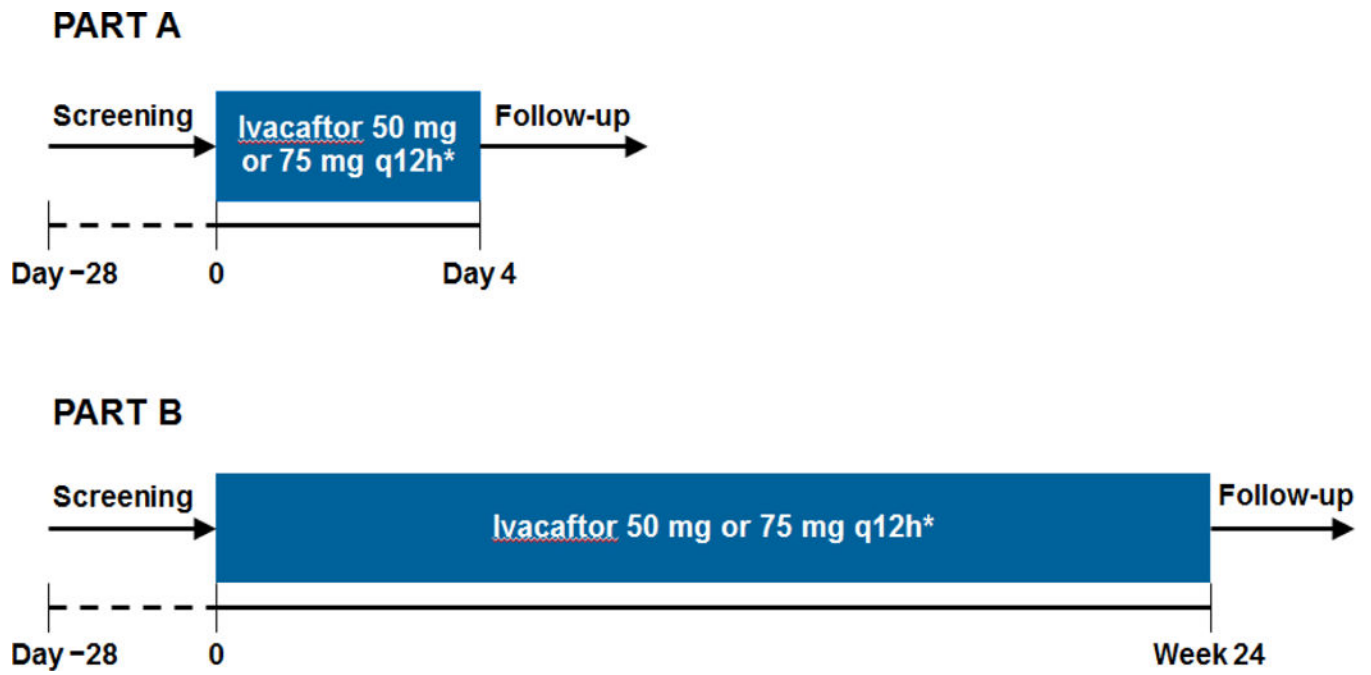 PART A
Screening
Ivacaftor 50 mg
or 75 mg q12h*
Follow-up
Day −28
0
Day 4
PART B
Screening
Ivacaftor 50 mg or 75 mg q12h*
Follow-up
Day −28
0
Week 24